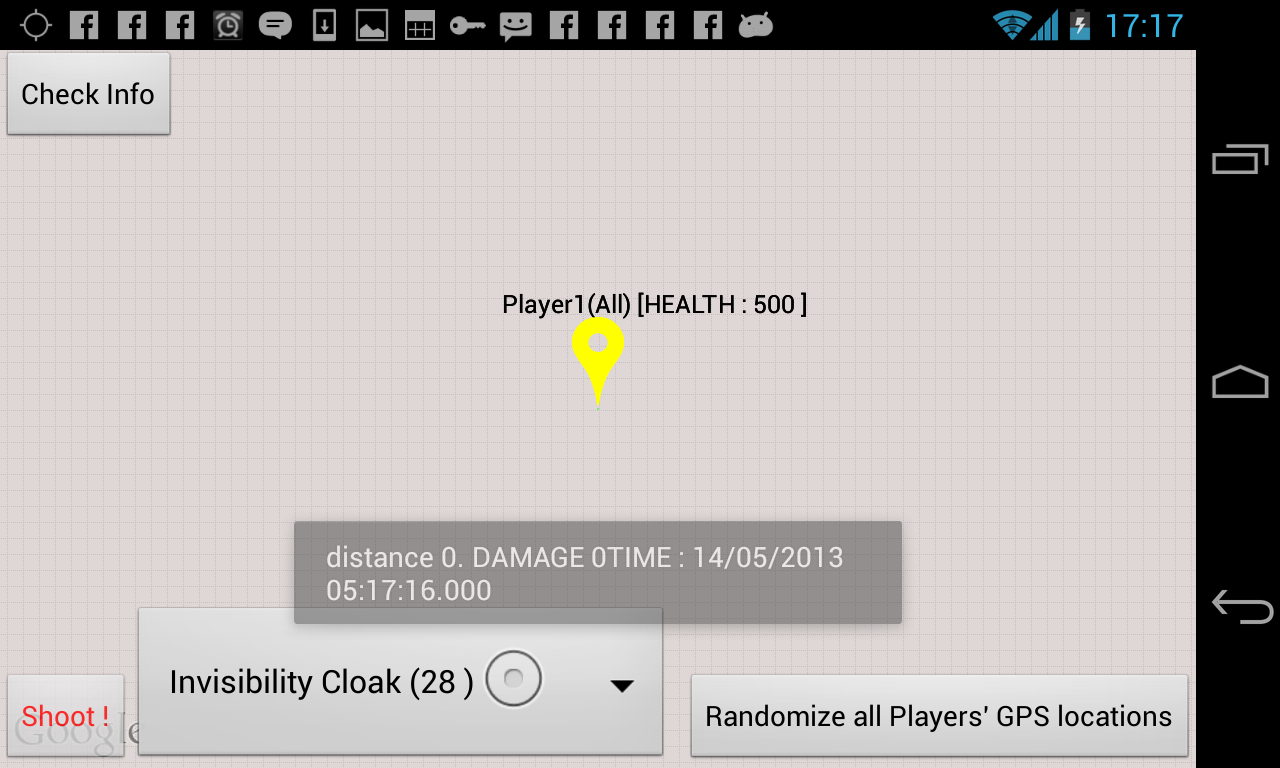 17:17
Check Info
Player1(All) [HEALTH : 500 ]
distance 0. DAMAGE 0TIME : 14/05/2013
05:17:16.000
Invisibility Cloak (28 )
Shoot !
Google
Randomize all Players' GPS locations